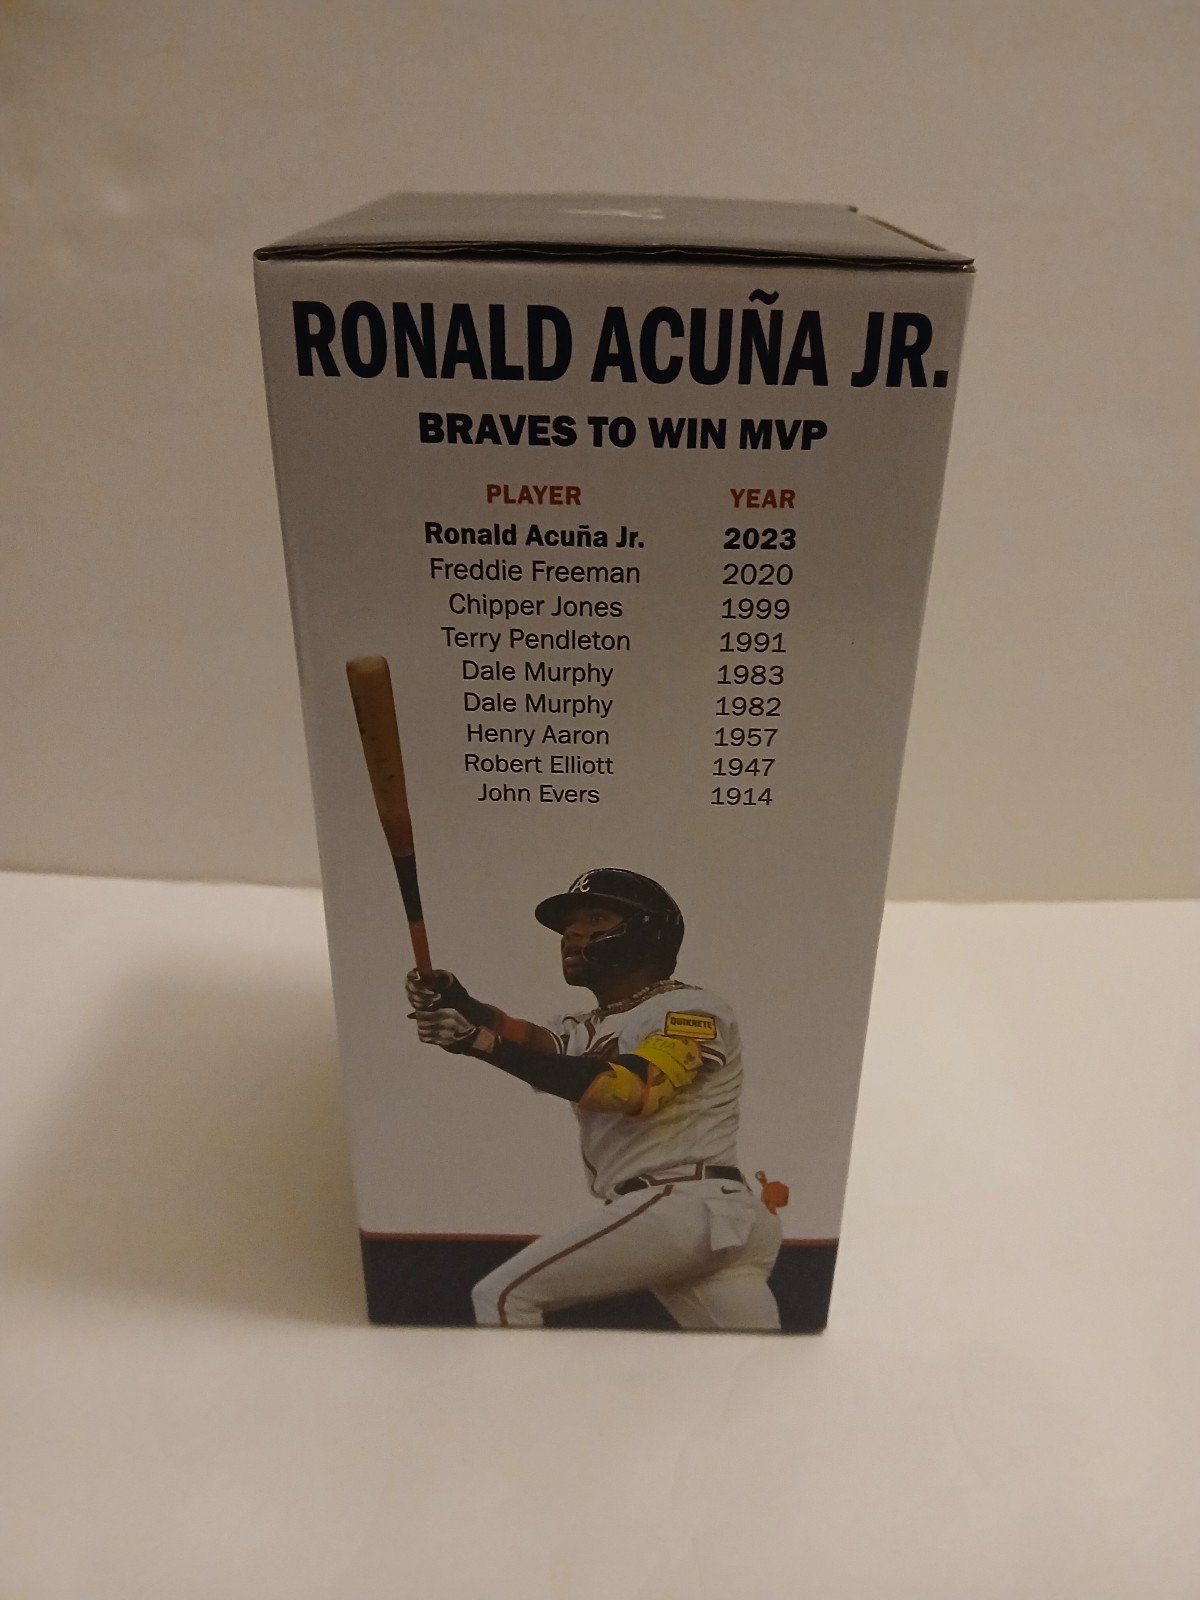 RONALD ACUÑA JR.
BRAVES TO WIN MVP
PLAYER YEAR
Ronald Acuña Jr. 2023
Freddie Freeman 2020
Chipper Jones 1999
Terry Pendleton 1991
Dale Murphy 1983
Dale Murphy 1982
Henry Aaron 1957
Robert Elliott 1947
John Evers 1914
A
QUIKRETE